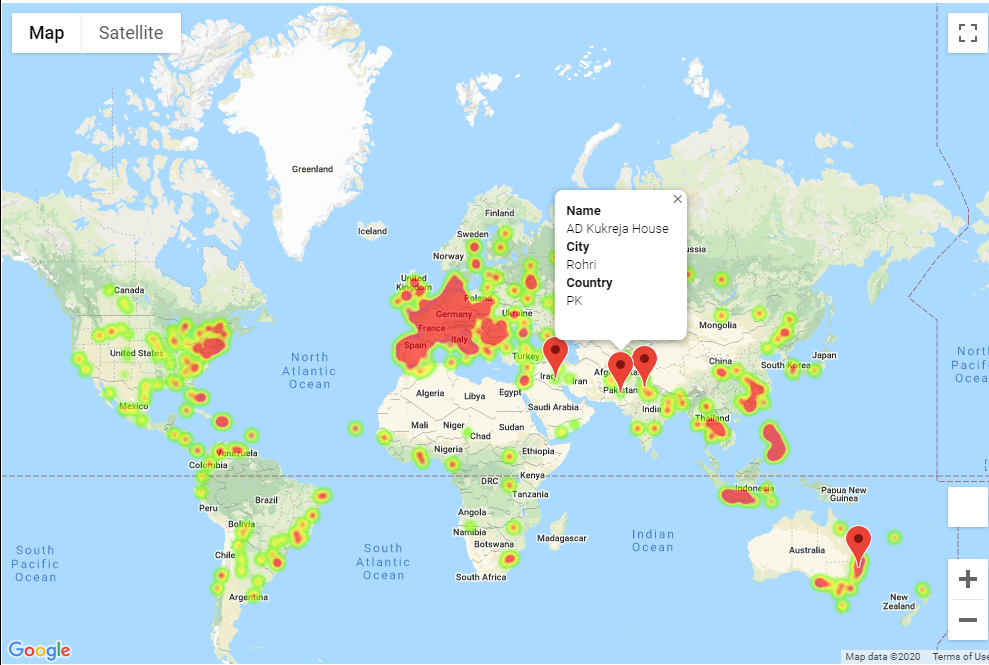 Map
Satellite
Greenland
Iceland
Finland
Sweden
Norway
Name
AD Kukreja House
City
Rohri
Country
PK
ussia
Canada
United
Kingdom
Poland
Germany
Ukraine
France
Italy
Spain
Turkey
Mongolia
North
Atlantic
Ocean
United States
Mexico
Iraq
Iran
Afg
Pakistan
China
Japan
South Korea
North
Pacific
Ocean
Algeria
Libya
Egypt
Saudi Arabia
India
Thailand
Mali
Niger
Chad
Sudan
Nigeria
Ethiopia
Venezuela
Colombia
DRC
Kenya
Tanzania
Indonesia
Papua New
Guinea
Peru
Brazil
Bolivia
Angola
Namibia
Botswana
Madagascar
Indian
Ocean
Australia
South
Pacific
Ocean
Chile
South
Atlantic
Ocean
South Africa
Argentina
New
Zealand
Google
Map data ©2020
Terms of Use